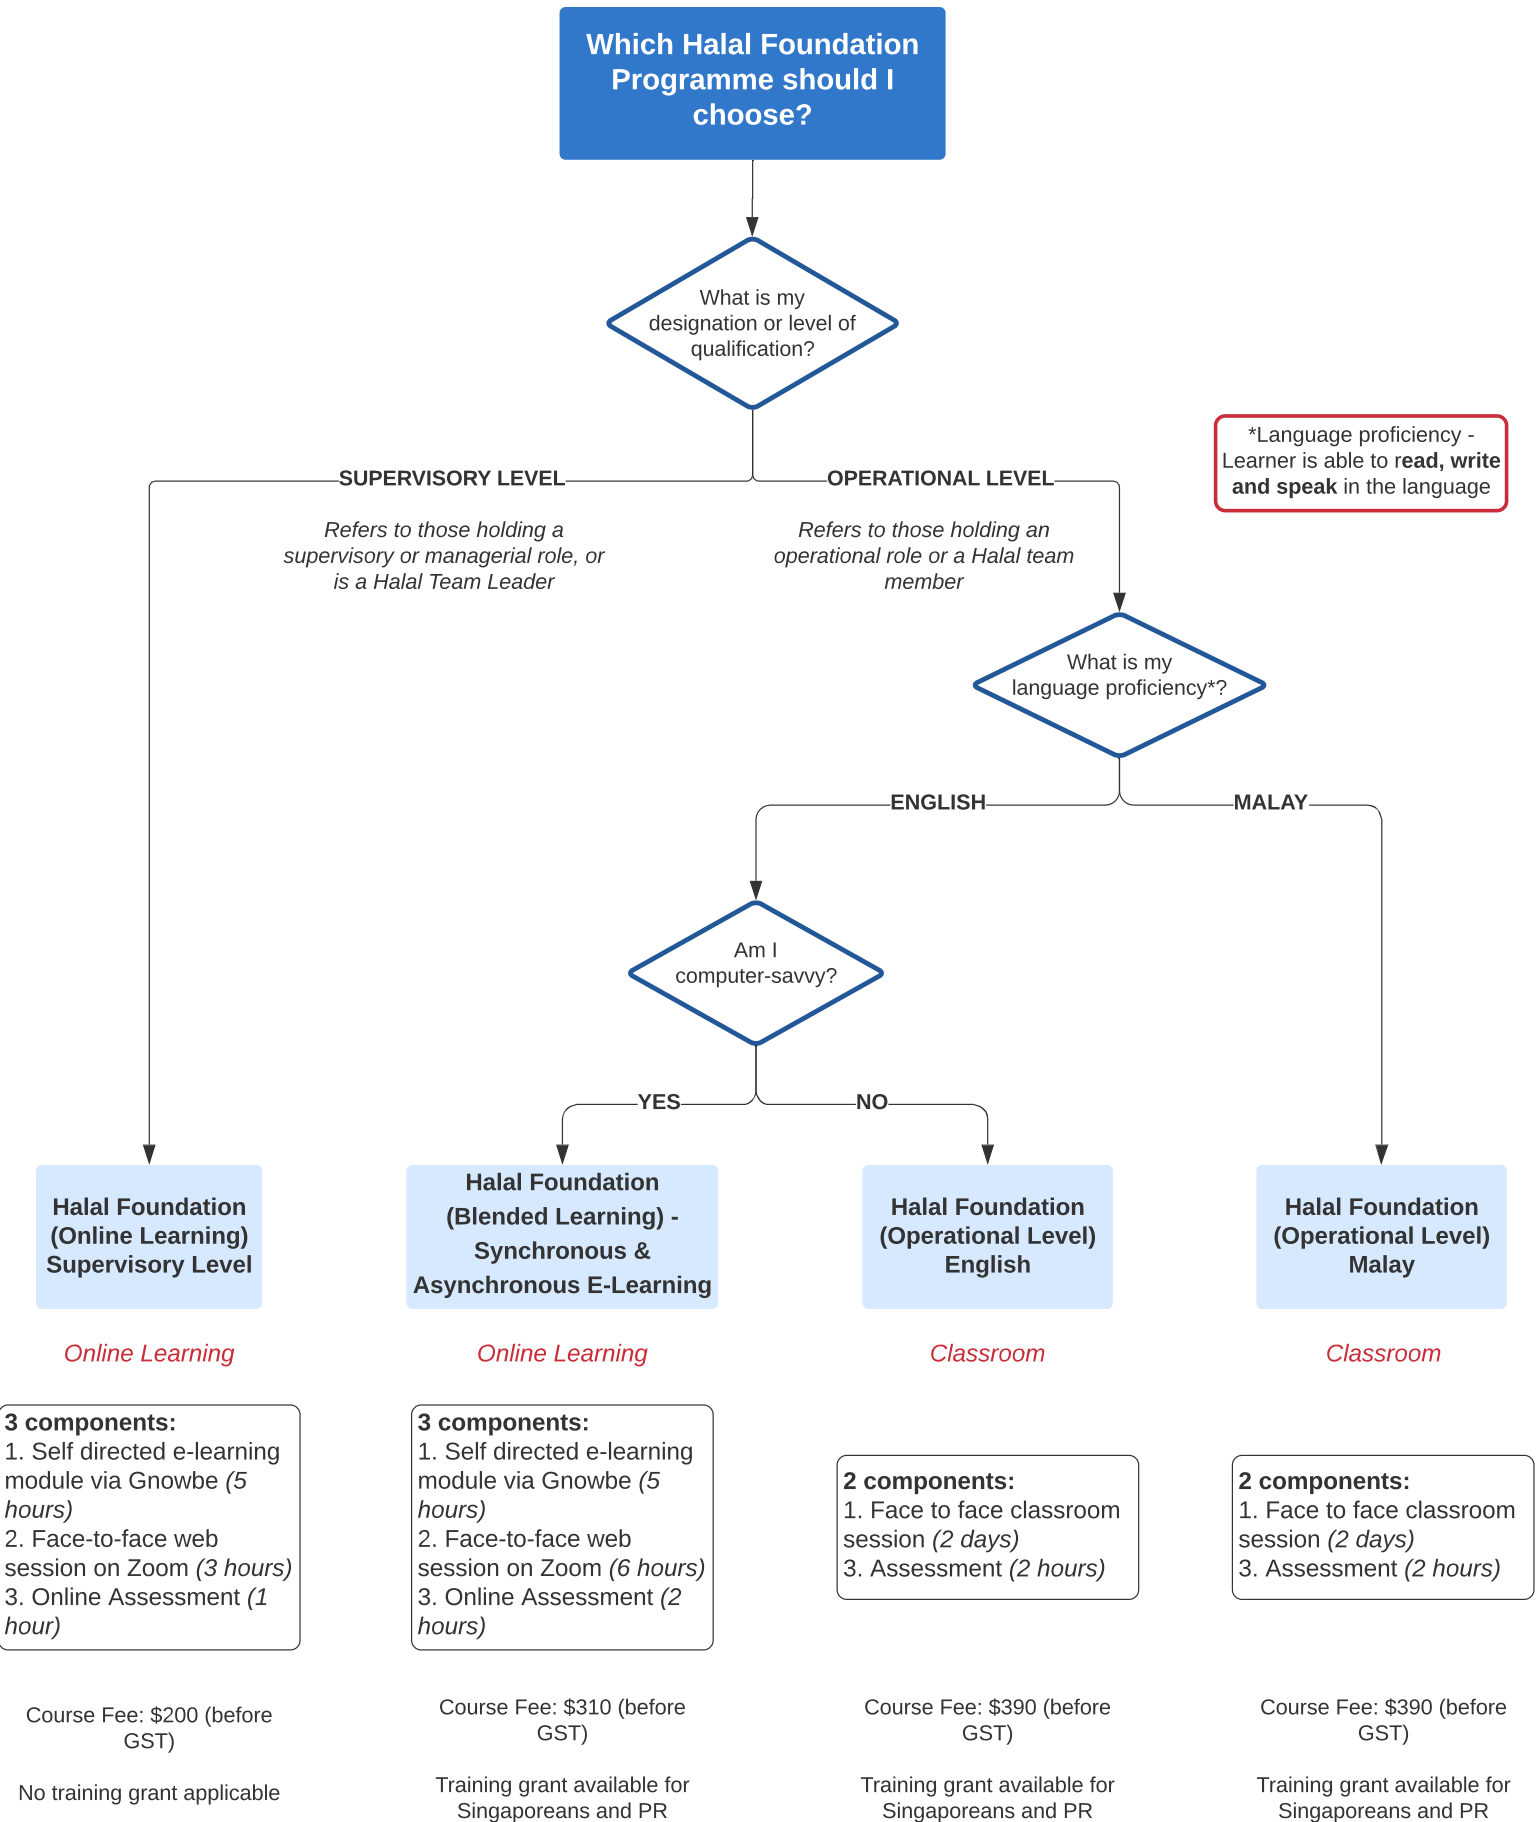 Which Halal Foundation
Programme should I
choose?
What is my
designation or level of
qualification?
SUPERVISORY LEVEL
Refers to those holding a
supervisory or managerial role, or
is a Halal Team Leader
OPERATIONAL LEVEL
Refers to those holding an
operational role or a Halal team
member
*Language proficiency -
Learner is able to read, write
and speak in the language
What is my
language proficiency*?
ENGLISH
MALAY
Am I
computer-savvy?
YES
NO
Halal Foundation
(Online Learning)
Supervisory Level
Online Learning
3 components:
1. Self directed e-learning
module via Gnowbe (5
hours)
2. Face-to-face web
session on Zoom (3 hours)
3. Online Assessment (1
hour)
Course Fee: $200 (before
GST)
No training grant applicable
Halal Foundation
(Blended Learning) -
Synchronous &
Asynchronous E-Learning
Online Learning
3 components:
1. Self directed e-learning
module via Gnowbe (5
hours)
2. Face-to-face web
session on Zoom (6 hours)
3. Online Assessment (2
hours)
Course Fee: $310 (before
GST)
Training grant available for
Singaporeans and PR
Halal Foundation
(Operational Level)
English
Classroom
2 components:
1. Face to face classroom
session (2 days)
3. Assessment (2 hours)
Course Fee: $390 (before
GST)
Training grant available for
Singaporeans and PR
Halal Foundation
(Operational Level)
Malay
Classroom
2 components:
1. Face to face classroom
session (2 days)
3. Assessment (2 hours)
Course Fee: $390 (before
GST)
Training grant available for
Singaporeans and PR